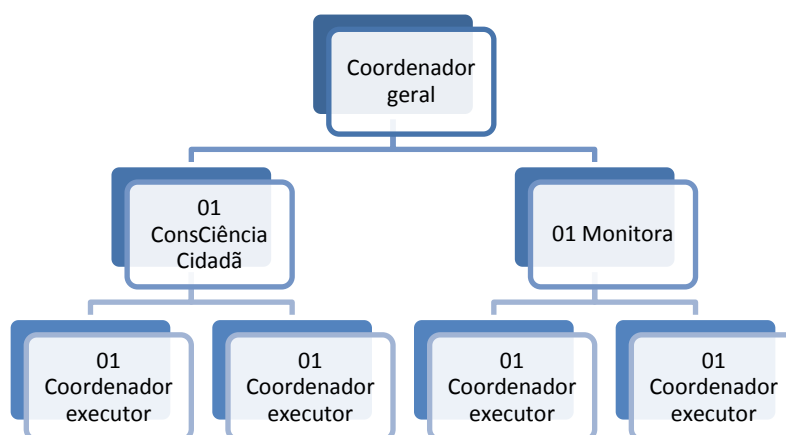 Coordenador
geral
01
ConsCiência
Cidadã
01 Monitora
01
Coordenador
executor
01
Coordenador
executor
01
Coordenador
executor
01
Coordenador
executor